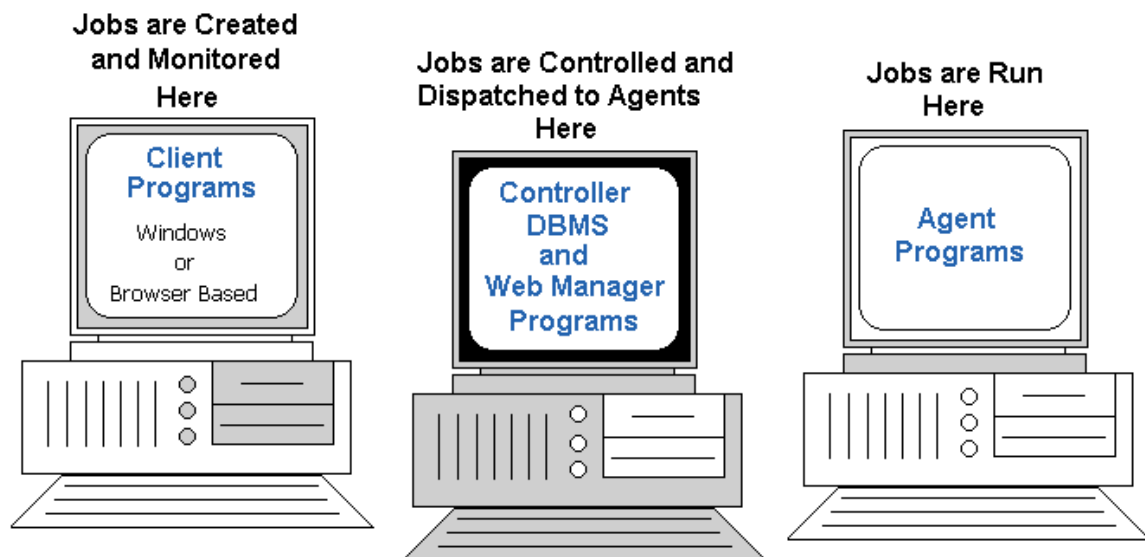 Jobs are Created
and Monitored
Here
Client
Programs
Windows
or
Browser Based
Jobs are Controlled and
Dispatched to Agents
Here
Controller
DBMS
and
Web Manager
Programs
Jobs are Run
Here
Agent
Programs